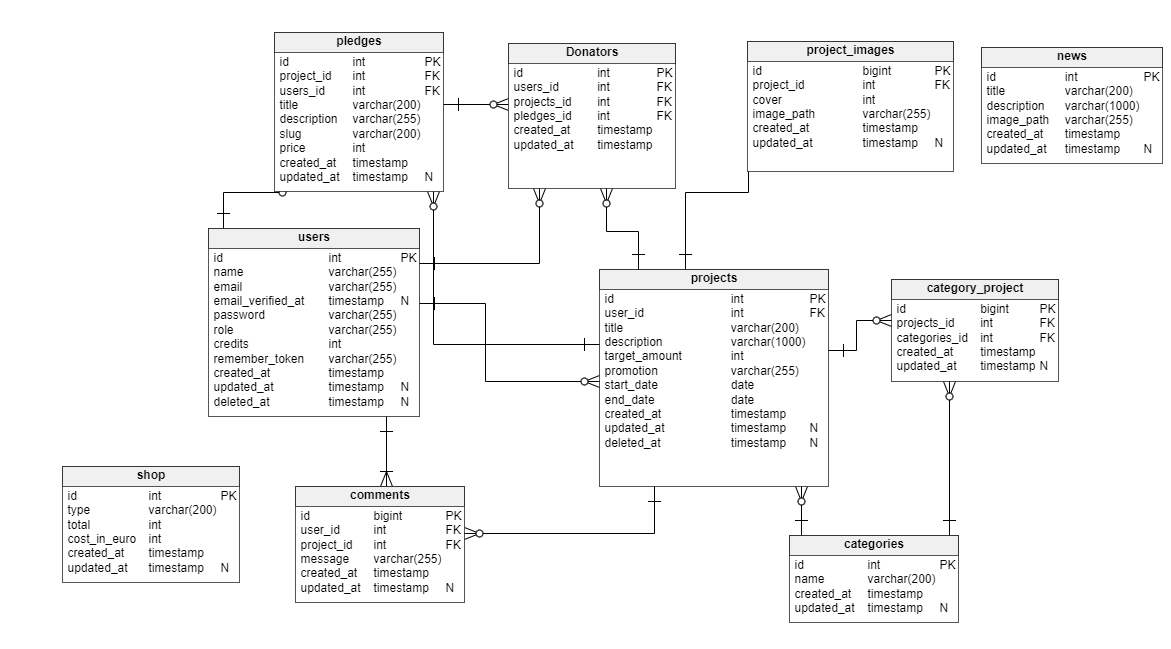 pledges
id int PK
project_id int FK
users_id int FK
title varchar(200)
description varchar(255)
slug varchar(200)
price int
created_at timestamp
updated_at timestamp N
Donators
id int PK
users_id int FK
projects_id int FK
pledges_id int FK
created_at timestamp
updated_at timestamp
project_images
id bigint PK
project_id int FK
cover int
image_path varchar(255)
created_at timestamp
updated_at timestamp N
news
id int PK
title varchar(200)
description varchar(1000)
image_path varchar(255)
created_at timestamp
updated_at timestamp N
users
id int PK
name varchar(255)
email varchar(255)
email_verified_at timestamp N
password varchar(255)
role varchar(255)
credits int
remember_token varchar(255)
created_at timestamp
updated_at timestamp N
deleted_at timestamp N
projects
id int PK
user_id int FK
title varchar(200)
description varchar(1000)
target_amount int
promotion varchar(255)
start_date date
end_date date
created_at timestamp
updated_at timestamp N
deleted_at timestamp N
category_project
id bigint PK
projects_id int FK
categories_id int FK
created_at timestamp
updated_at timestamp N
shop
id int PK
type varchar(200)
total int
cost_in_euro int
created_at timestamp
updated_at timestamp N
comments
id bigint PK
user_id int FK
project_id int FK
message varchar(255)
created_at timestamp
updated_at timestamp N
categories
id int PK
name varchar(200)
created_at timestamp
updated_at timestamp N